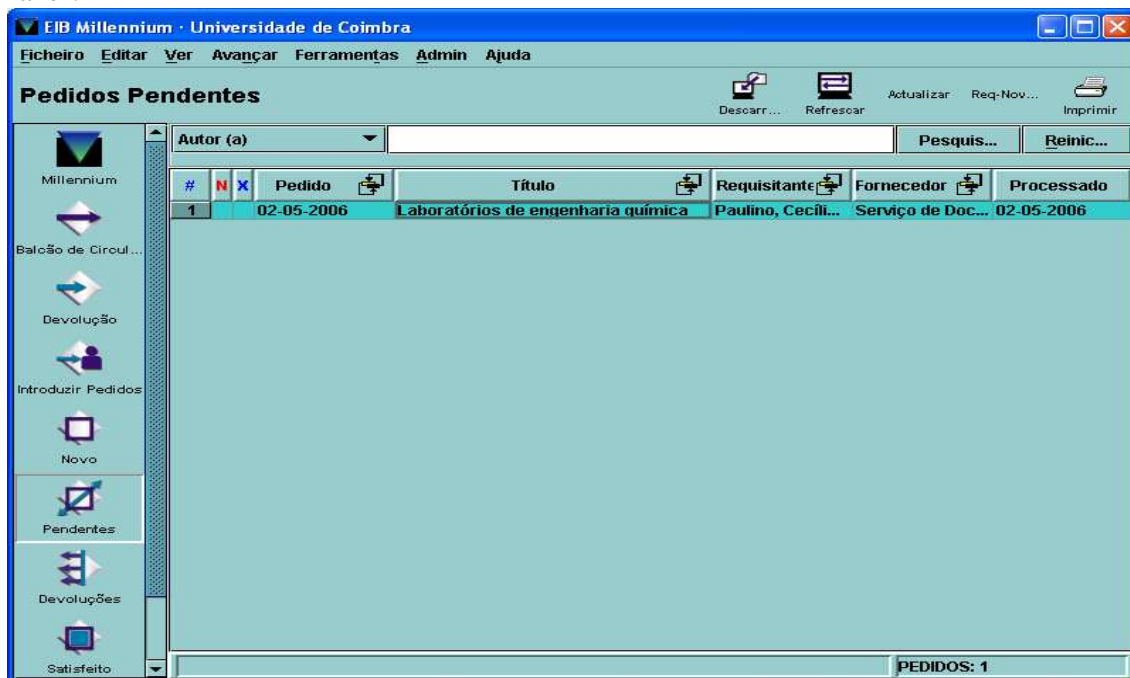 EIB Millennium · Universidade de Coimbra
Ficheiro Editar Ver Avançar Ferramentas Admin Ajuda
Pedidos Pendentes
Descarr... Refrescar Actualizar Req-Nov... Imprimir
Autor (a) Pesquis... Reinic...
# N X Pedido Título Requisitante Fornecedor Processado
1 02-05-2006 Laboratórios de engenharia química Paulino, Cecíli... Serviço de Doc... 02-05-2006
Millennium
Balcão de Circul...
Devolução
Introduzir Pedidos
Novo
Pendentes
Devoluções
Satisfeito
PEDIDOS: 1